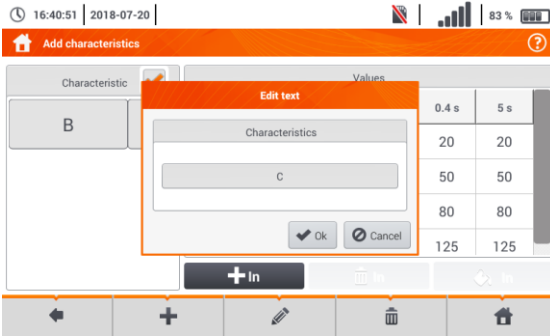 16:40:51 2018-07-20 83 %
Add characteristics ?
Characteristic Values
Edit text
0.4 s 5 s
Characteristics
B
20 20
C
50 50
80 80
Ok Cancel
125 125
In In In